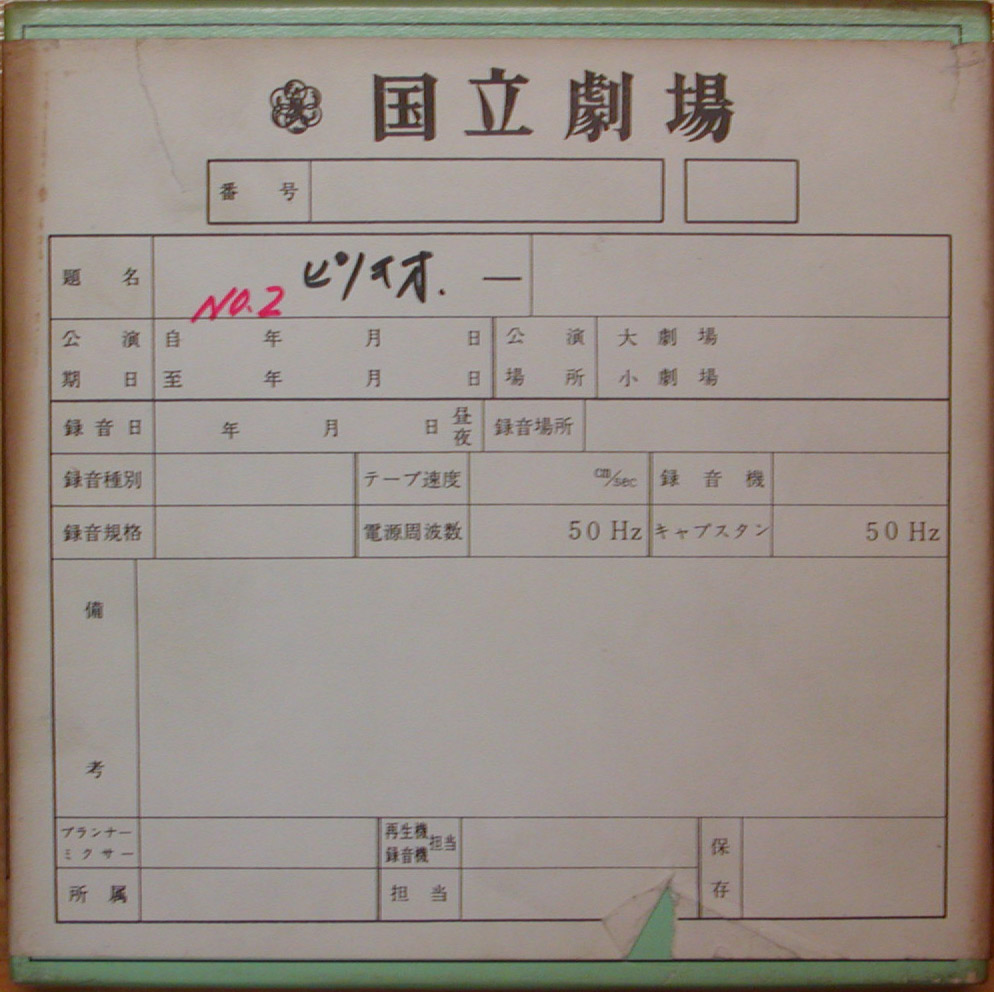 国立劇場
番号
題名 ピノキオ. —
NO.2
公演 自 年 月 日 公演 大劇場
期日 至 年 月 日 場所 小劇場
録音日 年 月 日 昼夜 録音場所
録音種別 テープ速度 cm/sec 録音機
録音規格 電源周波数 50 Hz キャプスタン 50 Hz
備考
プランナー 再生機 担当 保存
ミクサー 録音機
所属 担当